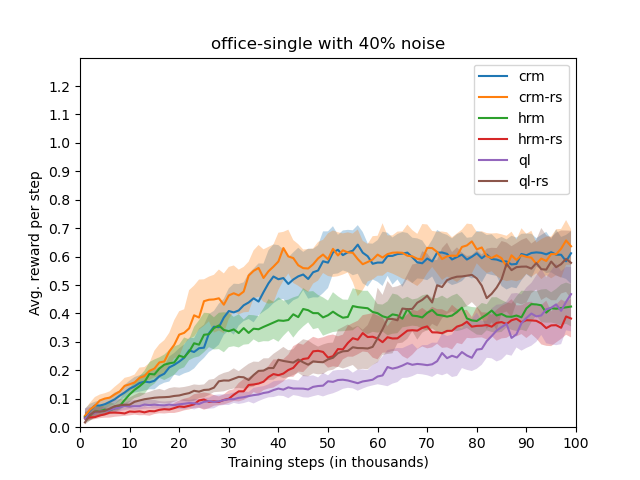 office-single with 40% noise
Avg. reward per step
1.2
1.1
1.0
0.9
0.8
0.7
0.6
0.5
0.4
0.3
0.2
0.1
0.0
crm
crm-rs
hrm
hrm-rs
ql
ql-rs
0 10 20 30 40 50 60 70 80 90 100
Training steps (in thousands)